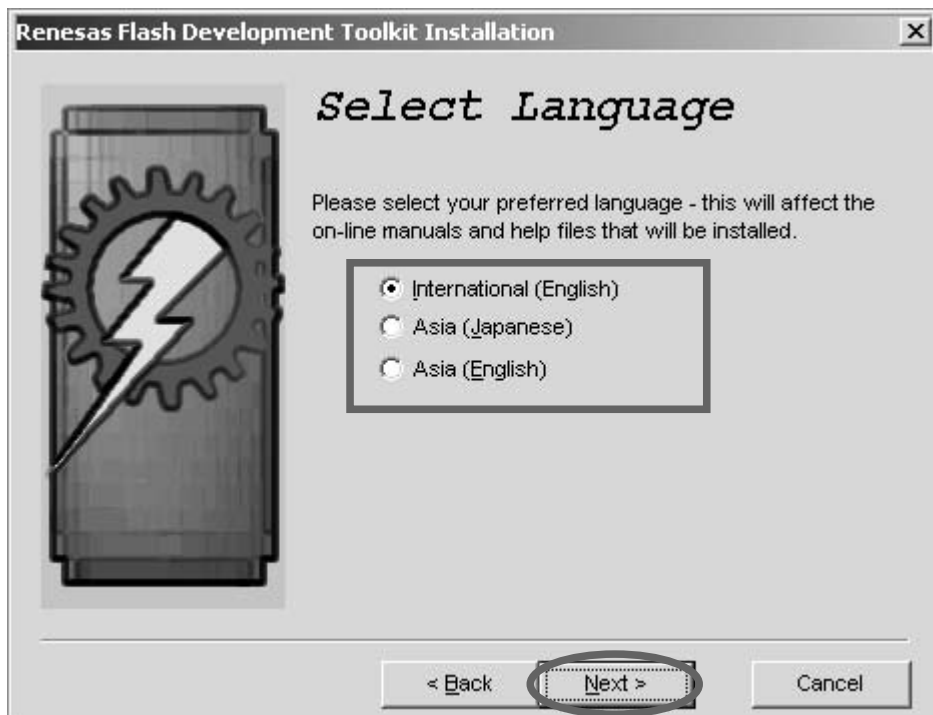 Renesas Flash Development Toolkit Installation
Select Language
Please select your preferred language - this will affect the
on-line manuals and help files that will be installed.
International (English)
Asia (Japanese)
Asia (English)
< Back
Next >
Cancel